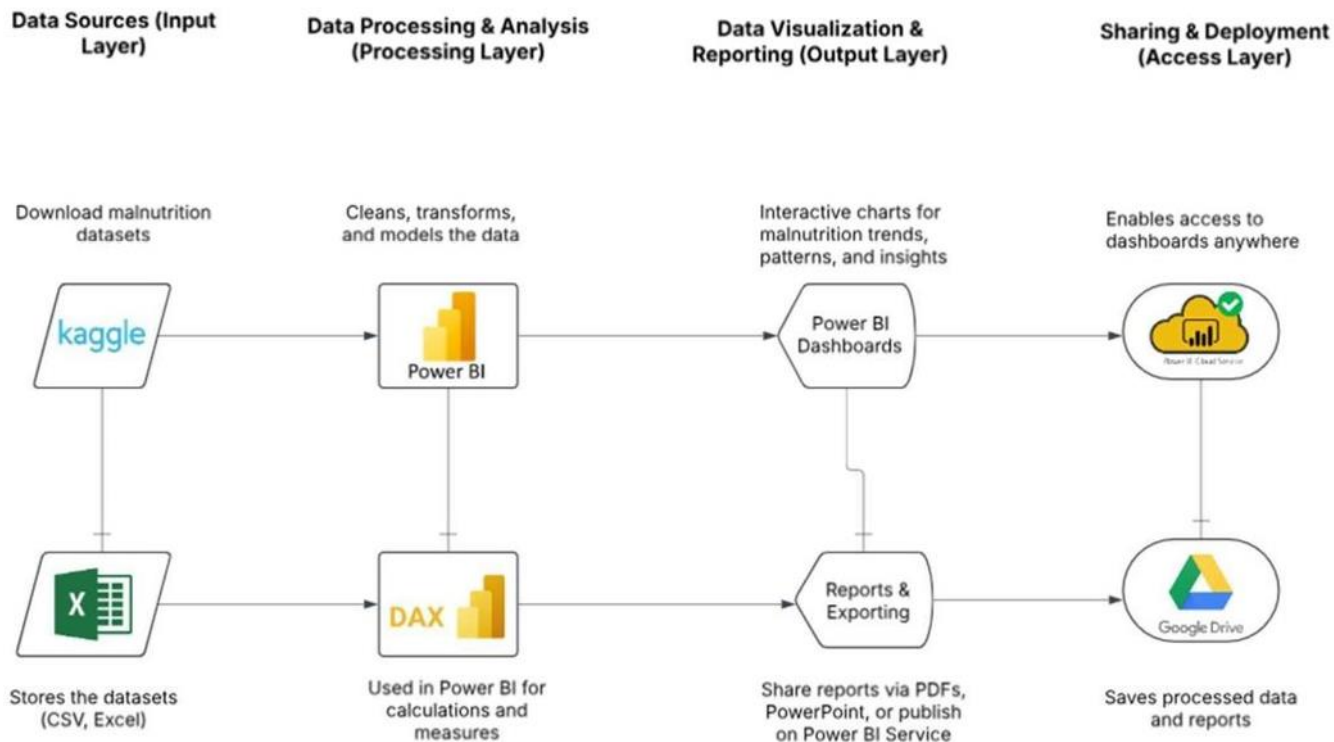 Data Sources (Input
Layer)
Data Processing & Analysis
(Processing Layer)
Data Visualization &
Reporting (Output Layer)
Sharing & Deployment
(Access Layer)
Download malnutrition
datasets
Cleans, transforms,
and models the data
Interactive charts for
malnutrition trends,
patterns, and insights
Enables access to
dashboards anywhere
kaggle
Power BI
Power BI
Dashboards
Power BI Cloud Service
X
DAX
Reports &
Exporting
Google Drive
Stores the datasets
(CSV, Excel)
Used in Power BI for
calculations and
measures
Share reports via PDFs,
PowerPoint, or publish
on Power BI Service
Saves processed data
and reports